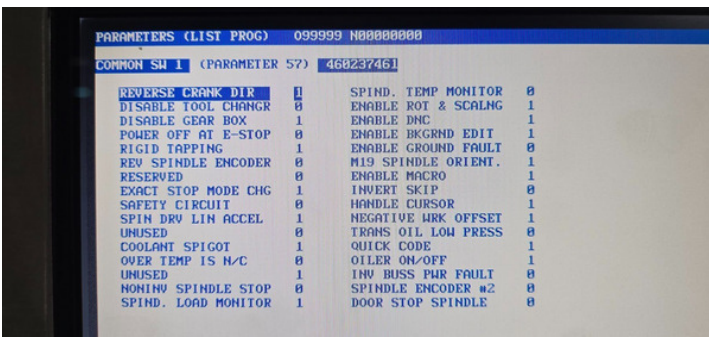 PARAMETERS (LIST PROG) O99999 N00000000
COMMON SW 1 (PARAMETER 57) 460237461
REVERSE CRANK DIR 1 SPIND. TEMP MONITOR 0
DISABLE TOOL CHANGR 0 ENABLE ROT & SCALNG 1
DISABLE GEAR BOX 1 ENABLE DNC 1
POWER OFF AT E-STOP 0 ENABLE BKGRND EDIT 1
RIGID TAPPING 1 ENABLE GROUND FAULT 0
REV SPINDLE ENCODER 0 M19 SPINDLE ORIENT. 1
RESERVED 0 ENABLE MACRO 1
EXACT STOP MODE CHG 1 INVERT SKIP 0
SAFETY CIRCUIT 0 HANDLE CURSOR 1
SPIN DRV LIN ACCEL 1 NEGATIVE WRK OFFSET 1
UNUSED 0 TRANS OIL LOW PRESS 0
COOLANT SPIGOT 1 QUICK CODE 1
OVER TEMP IS N/C 0 OILER ON/OFF 1
UNUSED 1 INV BUSS PWR FAULT 0
NONINV SPINDLE STOP 0 SPINDLE ENCODER #2 0
SPIND. LOAD MONITOR 1 DOOR STOP SPINDLE 0